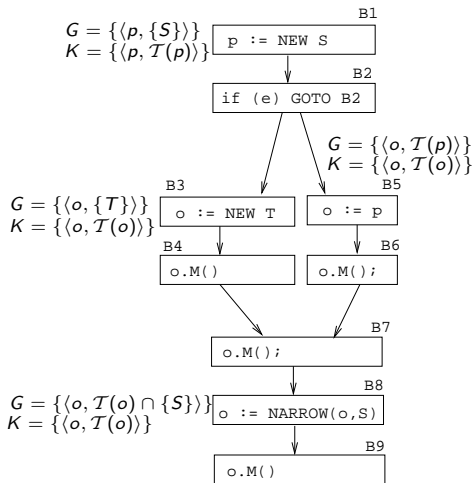 B1
G = {⟨p, {S}⟩}
K = {⟨p, 𝒯(p)⟩}
p := NEW S
B2
if (e) GOTO B2
G = {⟨o, 𝒯(p)⟩}
K = {⟨o, 𝒯(o)⟩}
B3
B5
G = {⟨o, {T}⟩}
K = {⟨o, 𝒯(o)⟩}
o := NEW T
o := p
B4
B6
o.M()
o.M();
B7
o.M();
B8
G = {⟨o, 𝒯(o) ∩ {S}⟩}
K = {⟨o, 𝒯(o)⟩}
o := NARROW(o,S)
B9
o.M()